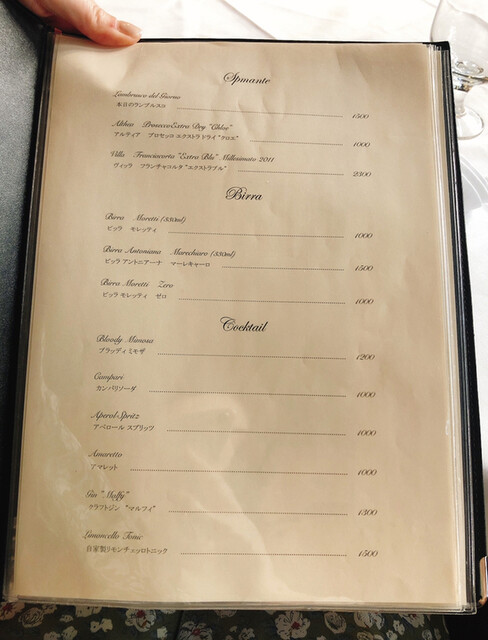 Spmante
Lambrusco del Giorno
本日のランブルスコ 1500
Althea Prosecco Extra Dry "Chloe"
アルティア プロセッコ エクストラ ドライ "クロエ" 1000
Villa Franciacorta "Extra Blu" Millesimato 2011
ヴィッラ フランチャコルタ "エクストラブル" 2300
Birra
Birra Moretti (330ml)
ビッラ モレッティ 1000
Birra Antoniana Marechiaro (330ml)
ビッラ アントニアーナ マーレキャーロ 1500
Birra Moretti Zero
ビッラ モレッティ ゼロ 1000
Cocktail
Bloody Mimosa
ブラッディ ミモザ 1200
Campari
カンパリソーダ 1000
Aperol Spritz
アペロール スプリッツ 1000
Amaretto
アマレット 1000
Gin "Malfy"
クラフトジン "マルフィ" 1300
Limoncello Tonic
自家製リモンチェッロトニック 1500